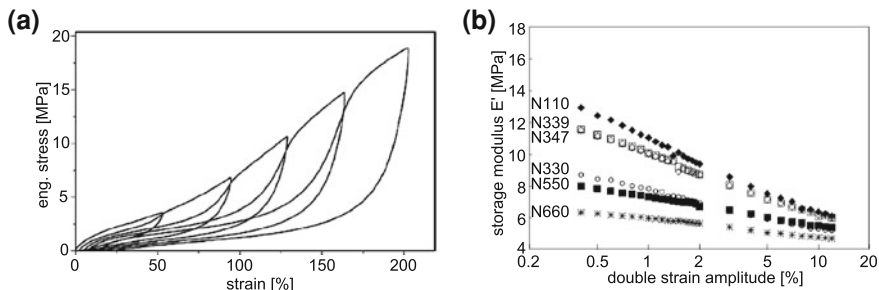 (a)
20
15
10
5
0
eng. stress [MPa]
0 50 100 150 200
strain [%]
(b)
18
16
14
12
10
8
6
4
storage modulus E' [MPa]
N110
N339
N347
N330
N550
N660
0.2 0.5 1 2 5 10 20
double strain amplitude [%]